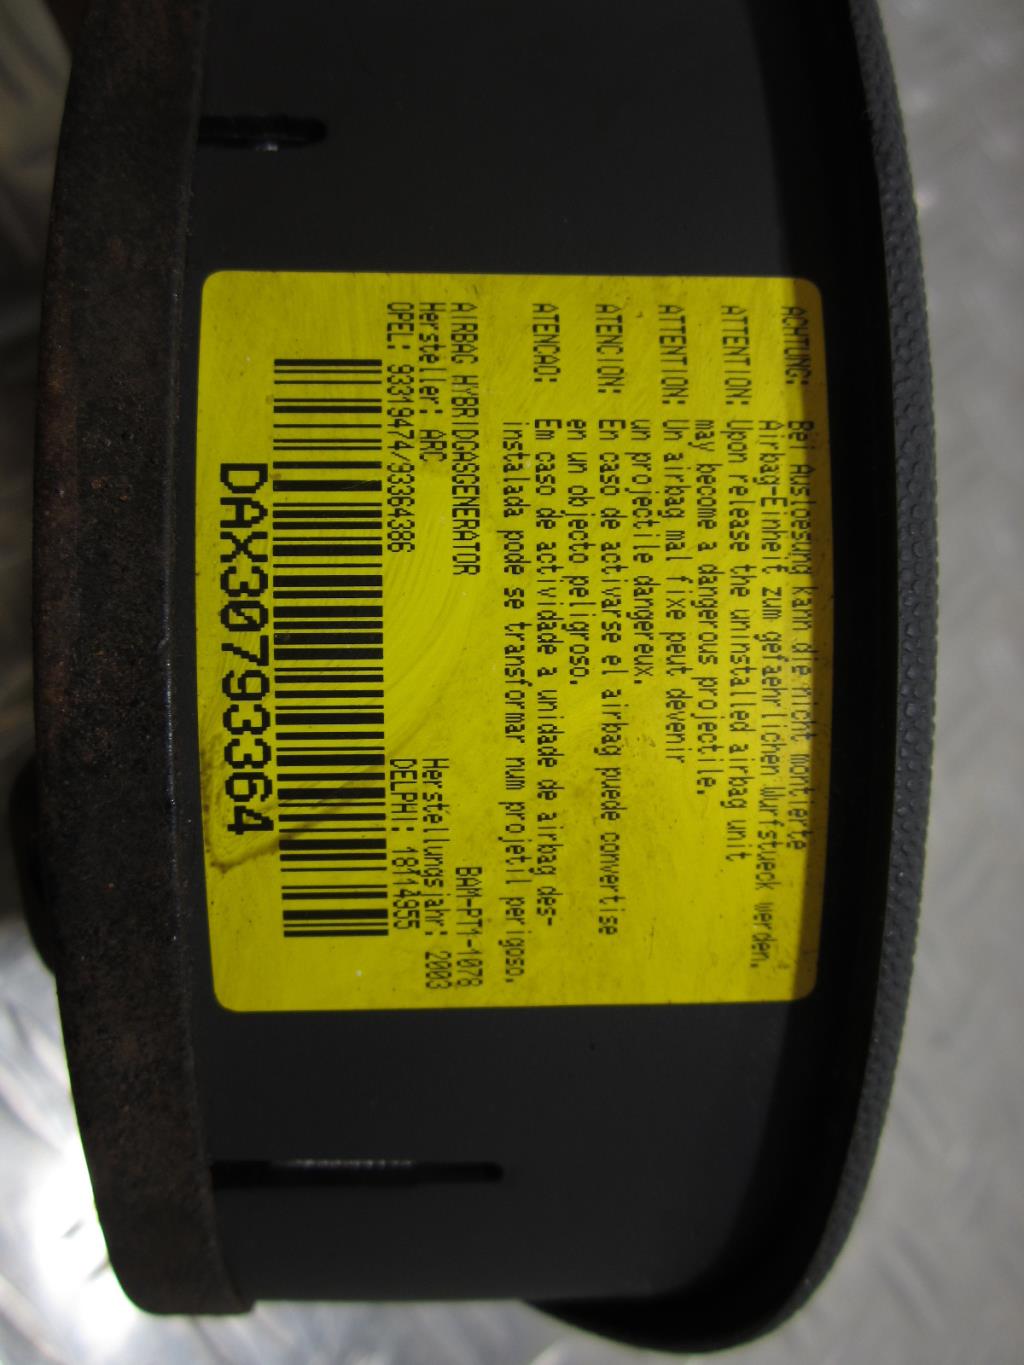 ACHTUNG: Bei Ausloesung kann die nicht montierte
Airbag-Einheit zum gefaehrlichen Wurfstueck werden.
ATTENTION: Upon release the uninstalled airbag unit
may become a dangerous projectile.
ATTENTION: Un airbag mal fixe peut devenir
un projectile dangereux.
ATENCION: En caso de activarse el airbag puede convertise
en un objecto peligroso.
ATENCAO: Em caso de actividade a unidade de airbag des-
instalada pode se transformar num projetil perigoso.
AIRBAG HYBRIDGASGENERATOR BAM-PT1-1078
Hersteller: ARC Herstellungsjahr: 2003
OPEL: 93319474/93364386 DELPHI: 18114955
DAX30793364